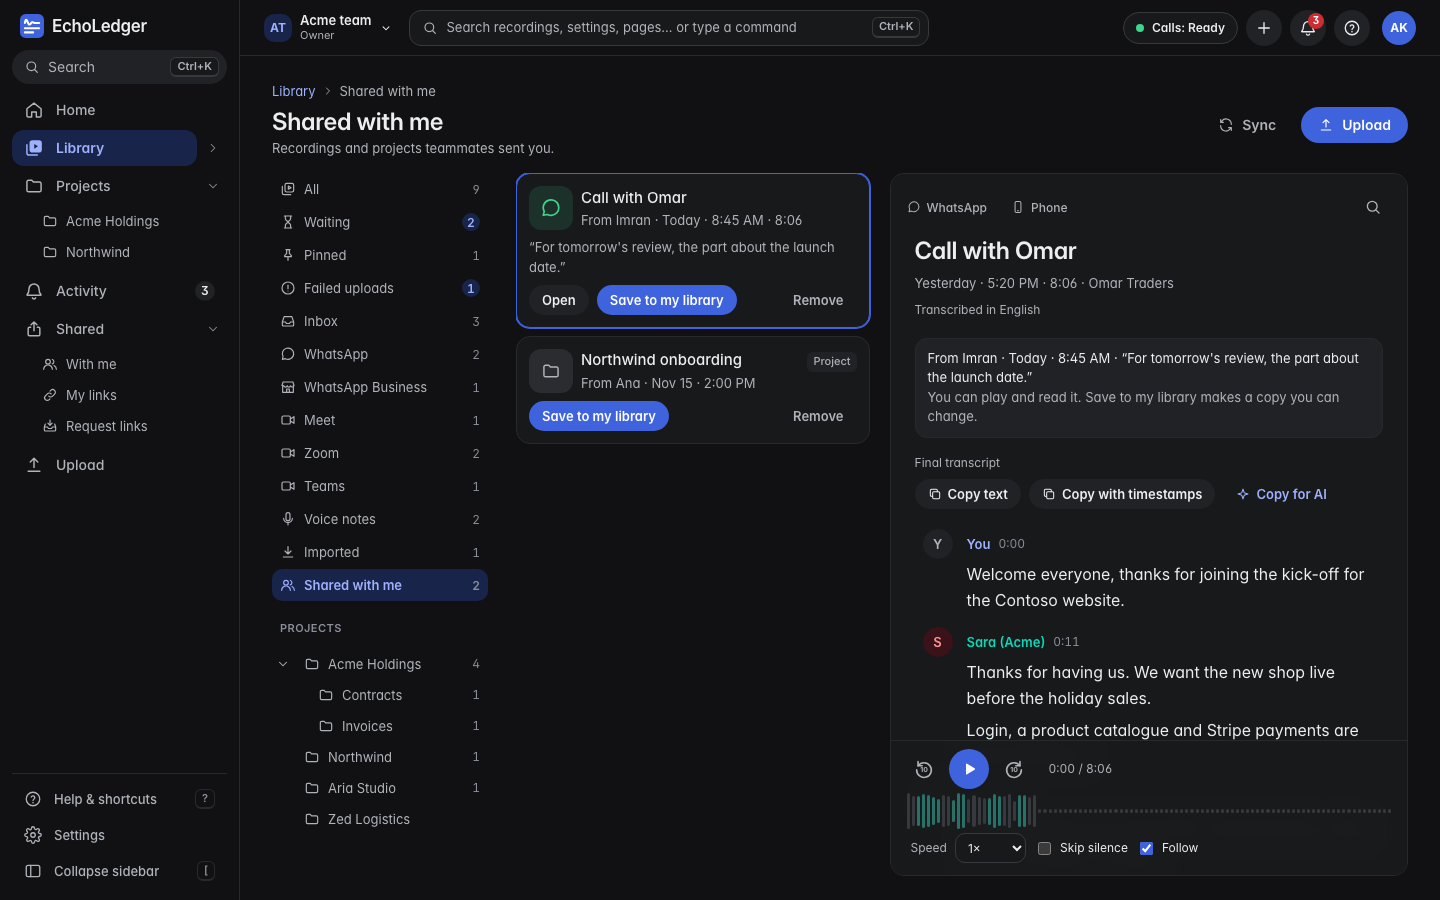 EchoLedger
Search Ctrl+K
Home
Library
Projects
Acme Holdings
Northwind
Activity 3
Shared
With me
My links
Request links
Upload
Help & shortcuts ?
Settings
Collapse sidebar [
AT Acme team
Owner
Search recordings, settings, pages... or type a command Ctrl+K
Calls: Ready
3
AK
Library > Shared with me
Shared with me
Recordings and projects teammates sent you.
Sync
Upload
All 9
Waiting 2
Pinned 1
Failed uploads 1
Inbox 3
WhatsApp 2
WhatsApp Business 1
Meet 1
Zoom 2
Teams 1
Voice notes 2
Imported 1
Shared with me 2
PROJECTS
Acme Holdings 4
Contracts 1
Invoices 1
Northwind 1
Aria Studio 1
Zed Logistics
Call with Omar
From Imran · Today · 8:45 AM · 8:06
“For tomorrow's review, the part about the launch
date.”
Open
Save to my library
Remove
Northwind onboarding
Project
From Ana · Nov 15 · 2:00 PM
Save to my library
Remove
WhatsApp
Phone
Call with Omar
Yesterday · 5:20 PM · 8:06 · Omar Traders
Transcribed in English
From Imran · Today · 8:45 AM · “For tomorrow's review, the part about
the launch date.”
You can play and read it. Save to my library makes a copy you can
change.
Final transcript
Copy text
Copy with timestamps
Copy for AI
Y You 0:00
Welcome everyone, thanks for joining the kick-off for
the Contoso website.
S Sara (Acme) 0:11
Thanks for having us. We want the new shop live
before the holiday sales.
Login, a product catalogue and Stripe payments are
10
10
0:00 / 8:06
Speed 1×
Skip silence
Follow